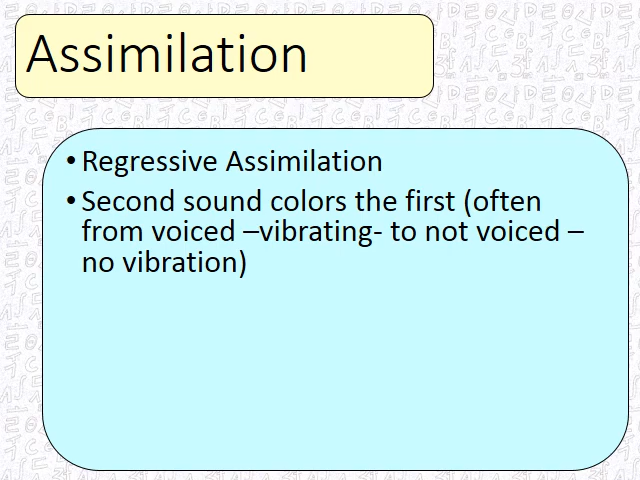 Assimilation
• Regressive Assimilation
• Second sound colors the first (often
from voiced –vibrating- to not voiced –
no vibration)